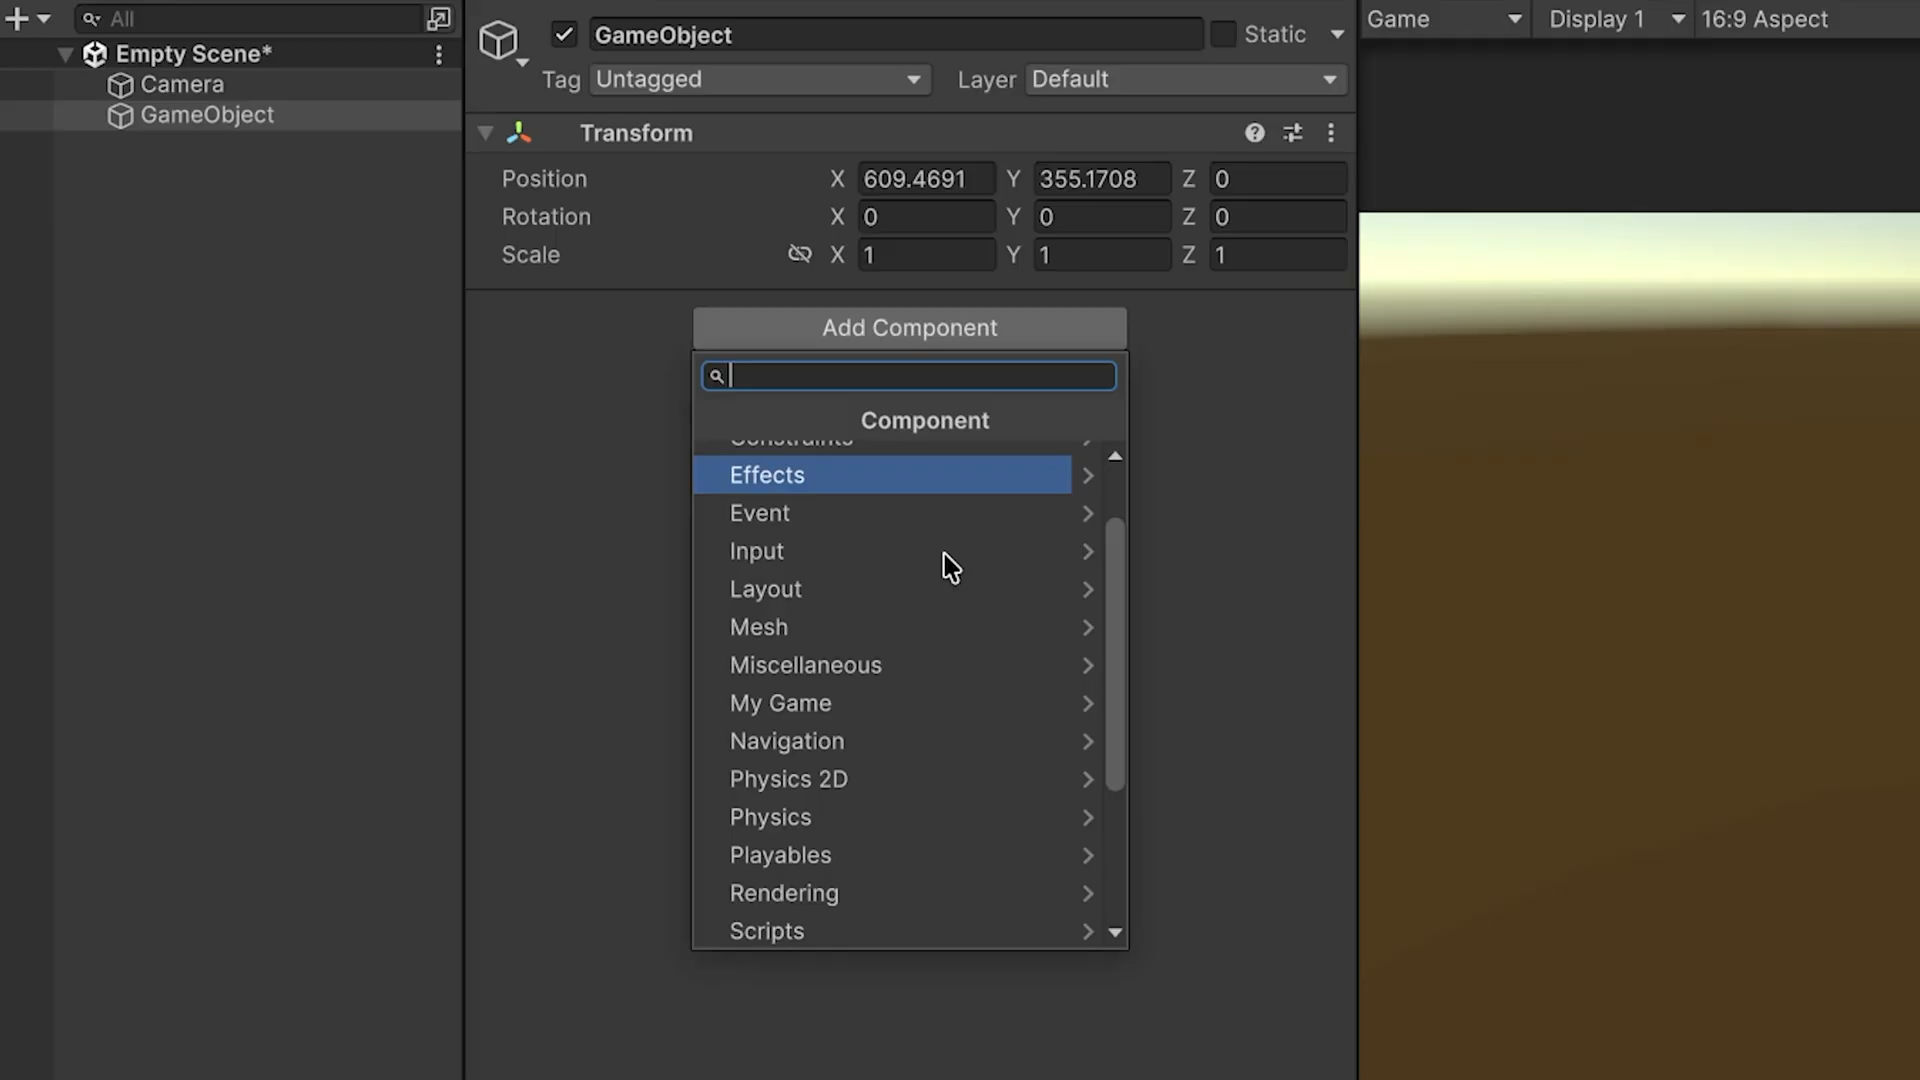 All
Empty Scene*
Camera
GameObject
GameObject
Static
Tag Untagged Layer Default
Transform
Position X 609.4691 Y 355.1708 Z 0
Rotation X 0 Y 0 Z 0
Scale X 1 Y 1 Z 1
Add Component
Component
Constraints
Effects
Event
Input
Layout
Mesh
Miscellaneous
My Game
Navigation
Physics 2D
Physics
Playables
Rendering
Scripts
Game Display 1 16:9 Aspect